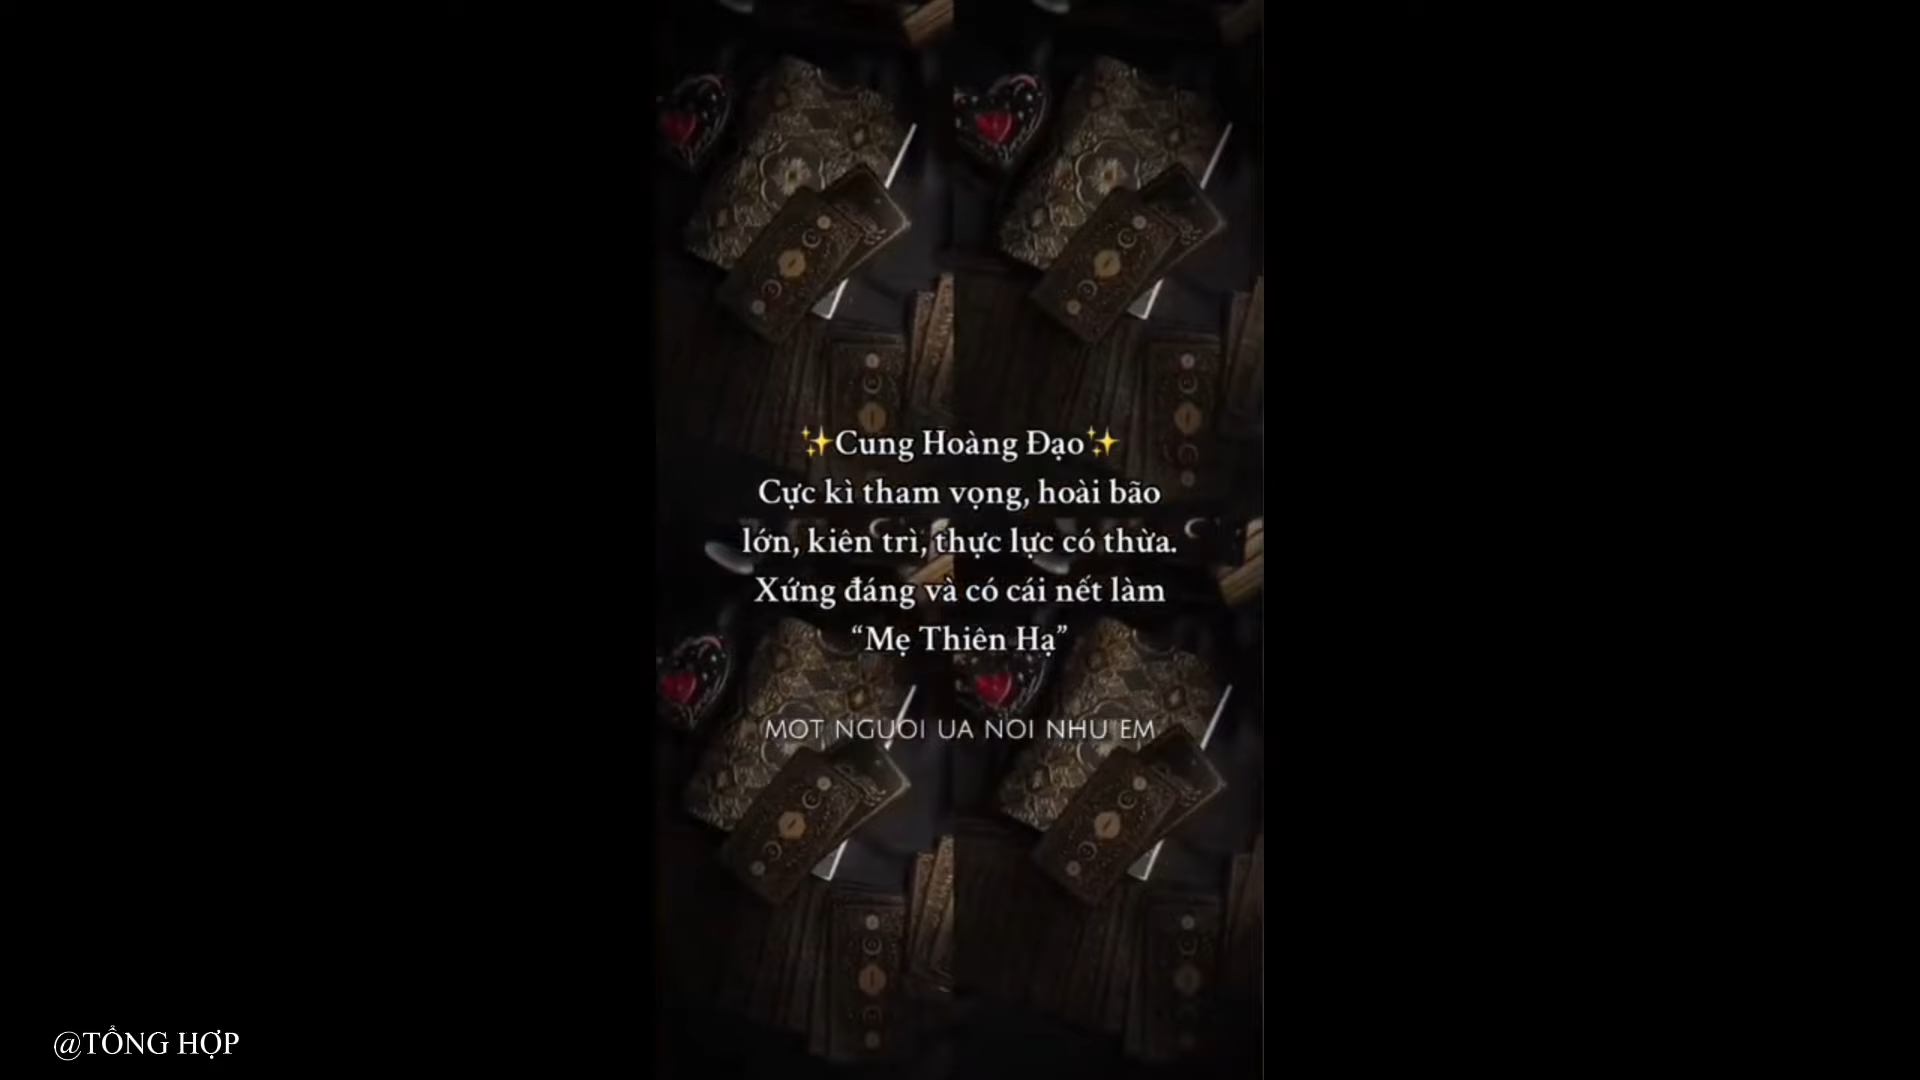 ✨Cung Hoàng Đạo✨
Cực kì tham vọng, hoài bão
lớn, kiên trì, thực lực có thừa.
Xứng đáng và có cái nết làm
“Mẹ Thiên Hạ”
MOT NGUOI UA NOI NHU EM
@TỔNG HỢP